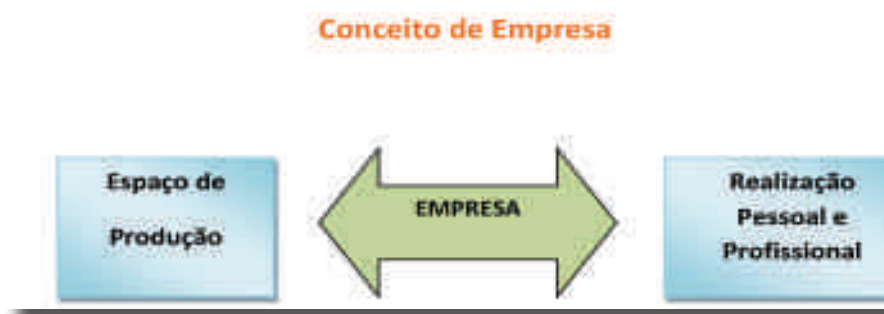 Conceito de Empresa
Espaço de
Produção
EMPRESA
Realização
Pessoal e
Profissional